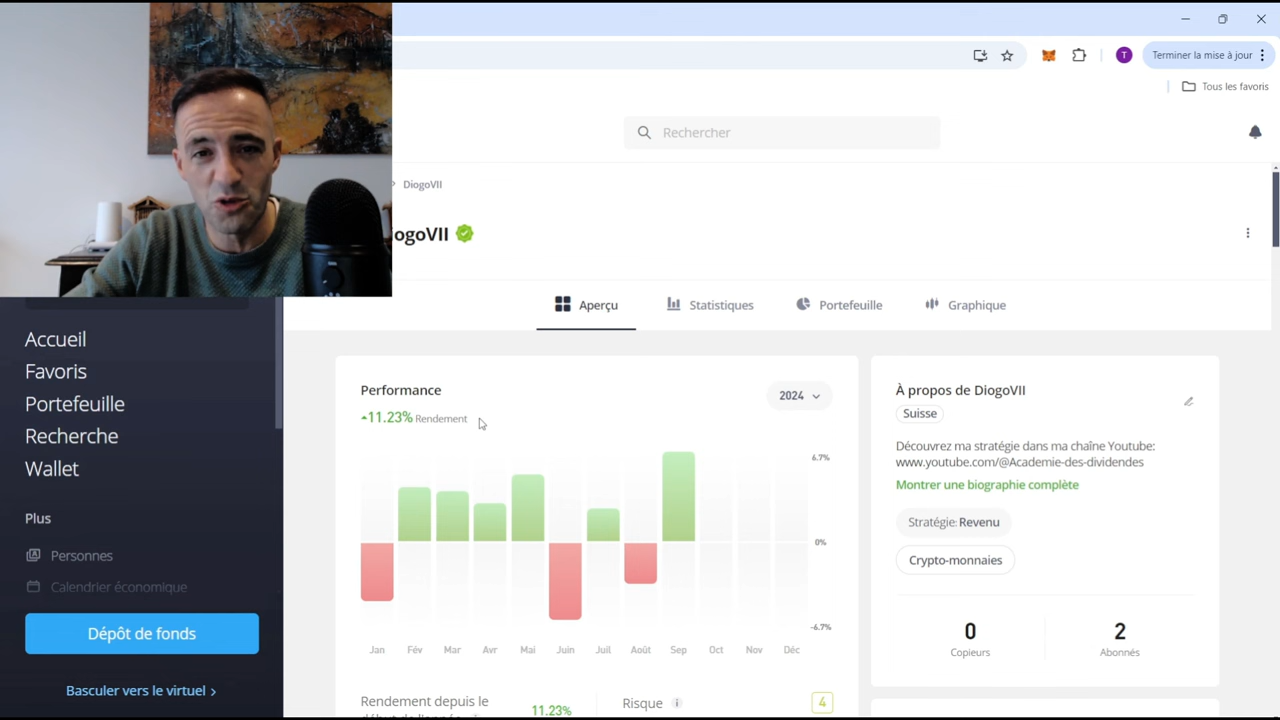 T
Terminer la mise à jour
Tous les favoris
Rechercher
DiogoVII
ogoVII
Aperçu
Statistiques
Portefeuille
Graphique
Accueil
Favoris
Portefeuille
Recherche
Wallet
Plus
Personnes
Calendrier économique
Dépôt de fonds
Basculer vers le virtuel
Performance
11.23% Rendement
2024
6.7%
0%
-6.7%
Jan Fév Mar Avr Mai Juin Juil Août Sep Oct Nov Déc
Rendement depuis le
11.23%
Risque
4
À propos de DiogoVII
Suisse
Découvrez ma stratégie dans ma chaîne Youtube:
www.youtube.com/@Academie-des-dividendes
Montrer une biographie complète
Stratégie: Revenu
Crypto-monnaies
0
Copieurs
2
Abonnés